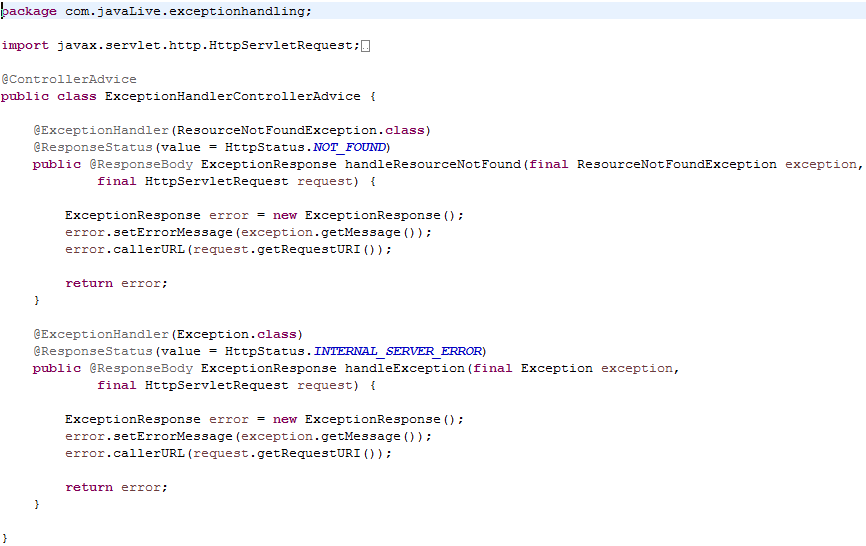 package com.javaLive.exceptionhandling;
import javax.servlet.http.HttpServletRequest;
@ControllerAdvice
public class ExceptionHandlerControllerAdvice {
@ExceptionHandler(ResourceNotFoundException.class)
@ResponseStatus(value = HttpStatus.NOT_FOUND)
public @ResponseBody ExceptionResponse handleResourceNotFound(final ResourceNotFoundException exception,
final HttpServletRequest request) {
ExceptionResponse error = new ExceptionResponse();
error.setErrorMessage(exception.getMessage());
error.callerURL(request.getRequestURI());
return error;
}
@ExceptionHandler(Exception.class)
@ResponseStatus(value = HttpStatus.INTERNAL_SERVER_ERROR)
public @ResponseBody ExceptionResponse handleException(final Exception exception,
final HttpServletRequest request) {
ExceptionResponse error = new ExceptionResponse();
error.setErrorMessage(exception.getMessage());
error.callerURL(request.getRequestURI());
return error;
}
}